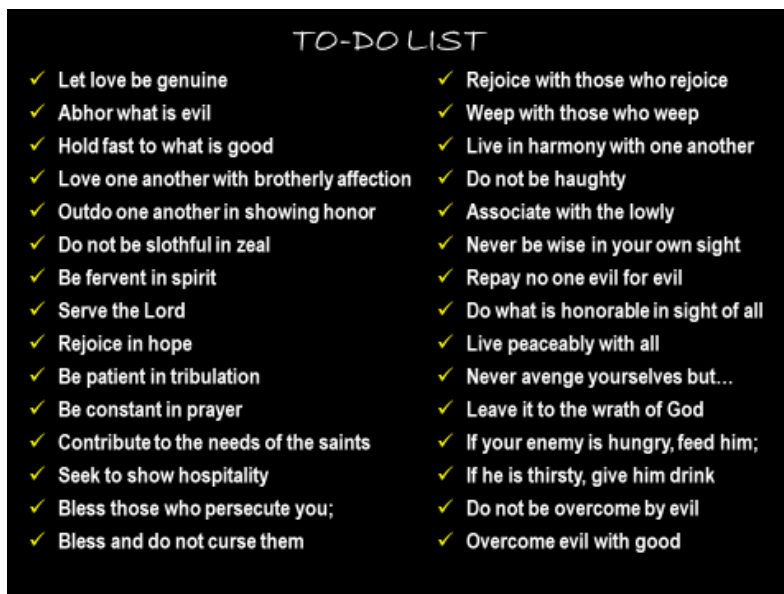 TO-DO LIST
Let love be genuine
Abhor what is evil
Hold fast to what is good
Love one another with brotherly affection
Outdo one another in showing honor
Do not be slothful in zeal
Be fervent in spirit
Serve the Lord
Rejoice in hope
Be patient in tribulation
Be constant in prayer
Contribute to the needs of the saints
Seek to show hospitality
Bless those who persecute you;
Bless and do not curse them
Rejoice with those who rejoice
Weep with those who weep
Live in harmony with one another
Do not be haughty
Associate with the lowly
Never be wise in your own sight
Repay no one evil for evil
Do what is honorable in sight of all
Live peaceably with all
Never avenge yourselves but…
Leave it to the wrath of God
If your enemy is hungry, feed him;
If he is thirsty, give him drink
Do not be overcome by evil
Overcome evil with good